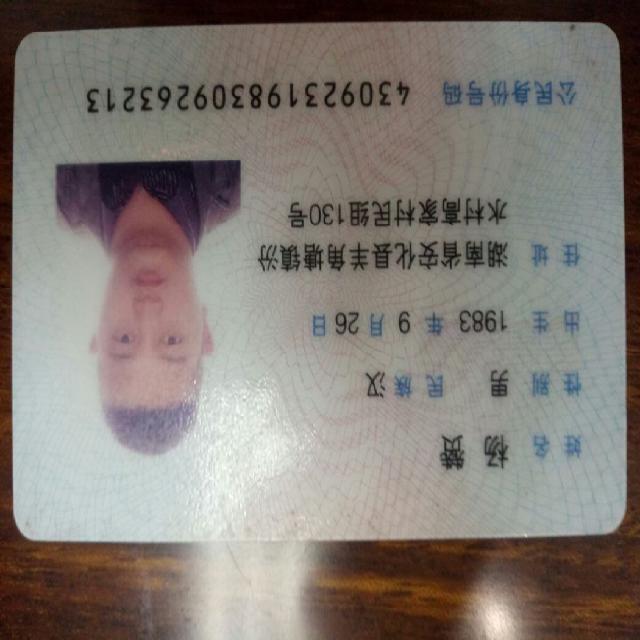 姓名 杨赞
性别 男 民族 汉
出生 1983 年 9 月 26 日
住址 湖南省安化县羊角塘镇汾
水村高家村民组130号
公民身份号码 430923198309263213